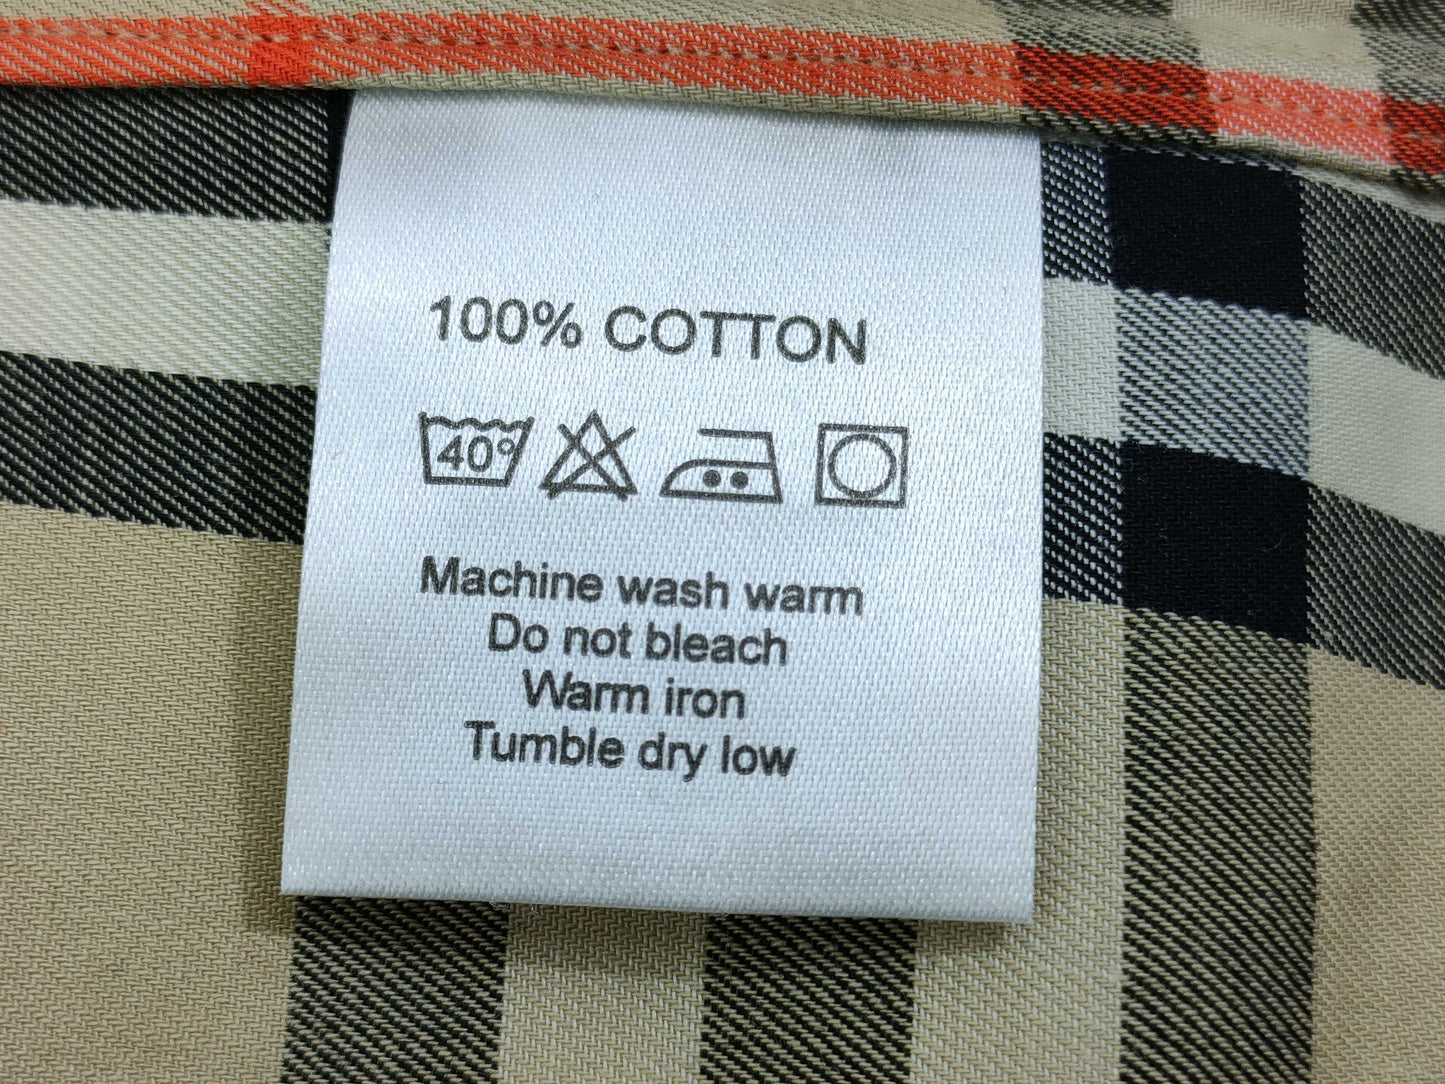 100% COTTON
40°
Machine wash warm
Do not bleach
Warm iron
Tumble dry low